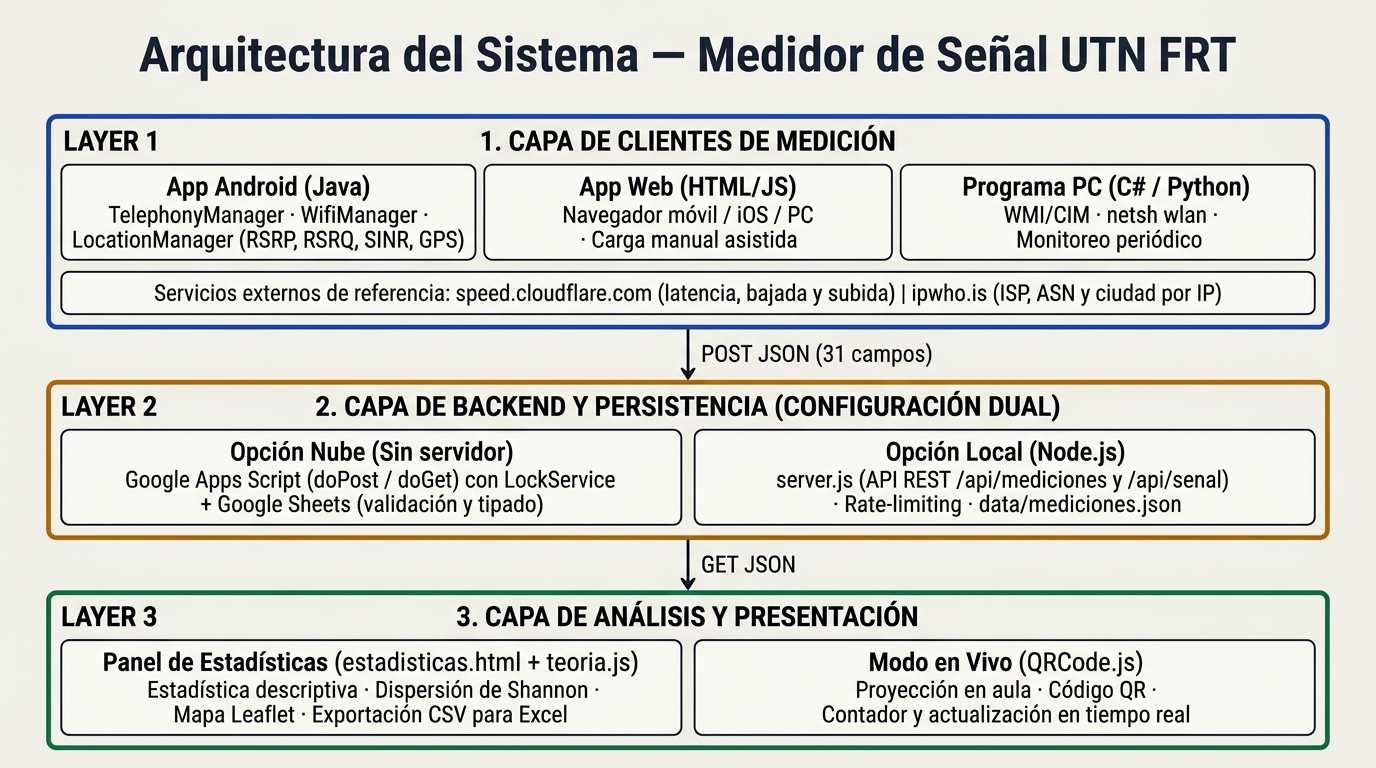 Arquitectura del Sistema — Medidor de Señal UTN FRT
LAYER 1
1. CAPA DE CLIENTES DE MEDICIÓN
App Android (Java)
TelephonyManager · WifiManager ·
LocationManager (RSRP, RSRQ, SINR, GPS)
App Web (HTML/JS)
Navegador móvil / iOS / PC
· Carga manual asistida
Programa PC (C# / Python)
WMI/CIM · netsh wlan ·
Monitoreo periódico
Servicios externos de referencia: speed.cloudflare.com (latencia, bajada y subida) | ipwho.is (ISP, ASN y ciudad por IP)
POST JSON (31 campos)
LAYER 2
2. CAPA DE BACKEND Y PERSISTENCIA (CONFIGURACIÓN DUAL)
Opción Nube (Sin servidor)
Google Apps Script (doPost / doGet) con LockService
+ Google Sheets (validación y tipado)
Opción Local (Node.js)
server.js (API REST /api/mediciones y /api/senal)
· Rate-limiting · data/mediciones.json
GET JSON
LAYER 3
3. CAPA DE ANÁLISIS Y PRESENTACIÓN
Panel de Estadísticas (estadisticas.html + teoria.js)
Estadística descriptiva · Dispersión de Shannon ·
Mapa Leaflet · Exportación CSV para Excel
Modo en Vivo (QRCode.js)
Proyección en aula · Código QR ·
Contador y actualización en tiempo real